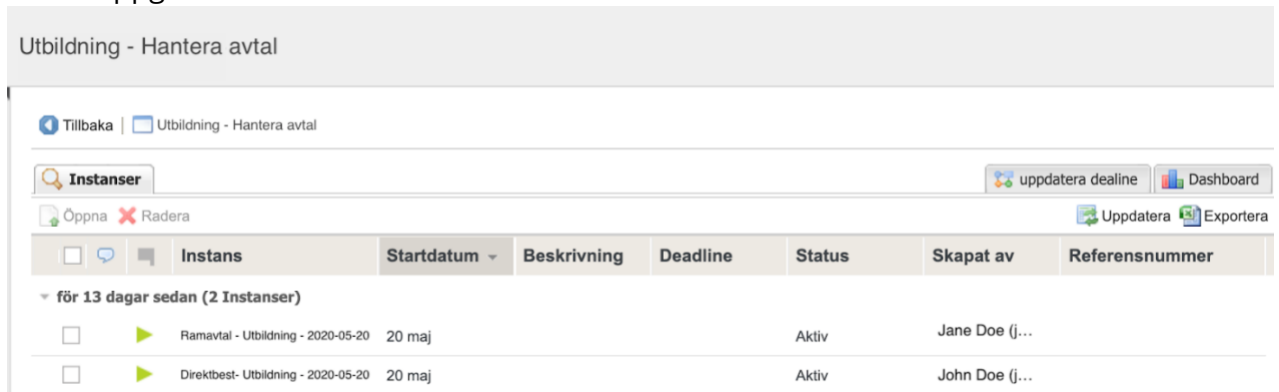 Utbildning - Hantera avtal
Tillbaka | Utbildning - Hantera avtal
Instanser uppdatera dealine Dashboard
Öppna Radera Uppdatera Exportera
Instans Startdatum Beskrivning Deadline Status Skapat av Referensnummer
för 13 dagar sedan (2 Instanser)
Ramavtal - Utbildning - 2020-05-20 20 maj Aktiv Jane Doe (j...
Direktbest- Utbildning - 2020-05-20 20 maj Aktiv John Doe (j...